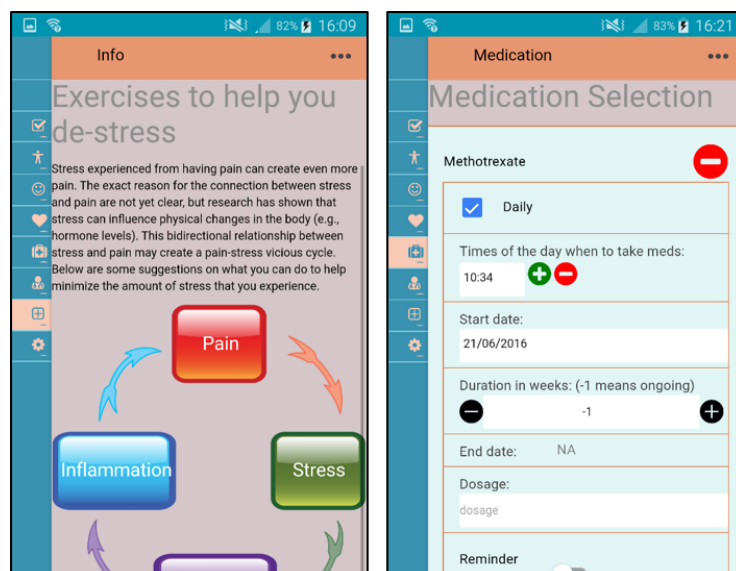 82% 16:09
Info
Exercises to help you
de-stress
Stress experienced from having pain can create even more
pain. The exact reason for the connection between stress
and pain are not yet clear, but research has shown that
stress can influence physical changes in the body (e.g.,
hormone levels). This bidirectional relationship between
stress and pain may create a pain-stress vicious cycle.
Below are some suggestions on what you can do to help
minimize the amount of stress that you experience.
Pain
Inflammation
Stress
83% 16:21
Medication
Medication Selection
Methotrexate
Daily
Times of the day when to take meds:
10:34
Start date:
21/06/2016
Duration in weeks: (-1 means ongoing)
-1
End date: NA
Dosage:
dosage
Reminder